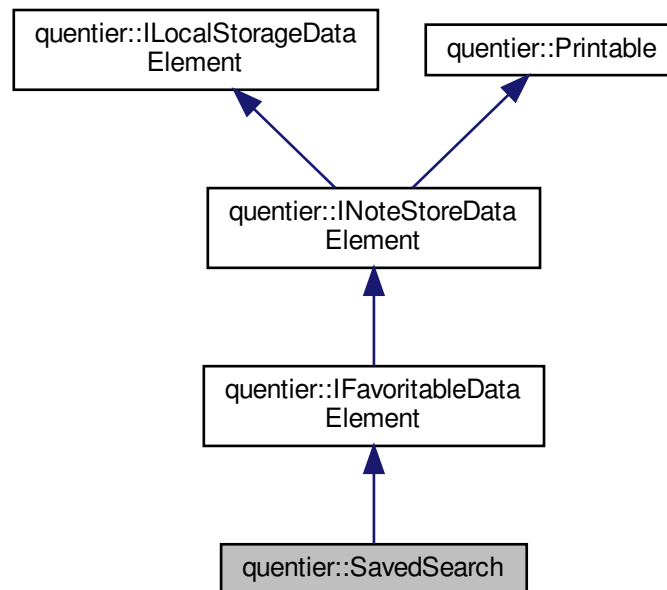 quentier::ILocalStorageData
Element
quentier::Printable
quentier::INoteStoreData
Element
quentier::IFavoritableData
Element
quentier::SavedSearch